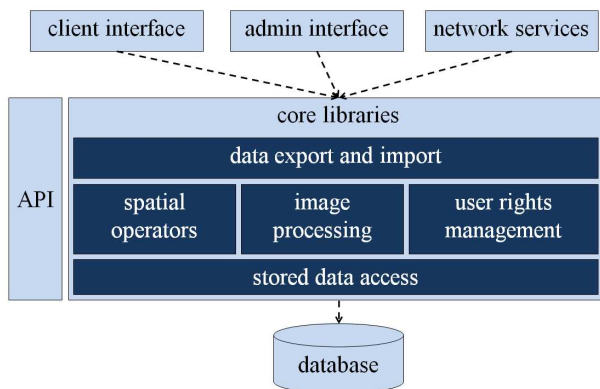 client interface
admin interface
network services
API
core libraries
data export and import
spatial
operators
image
processing
user rights
management
stored data access
database